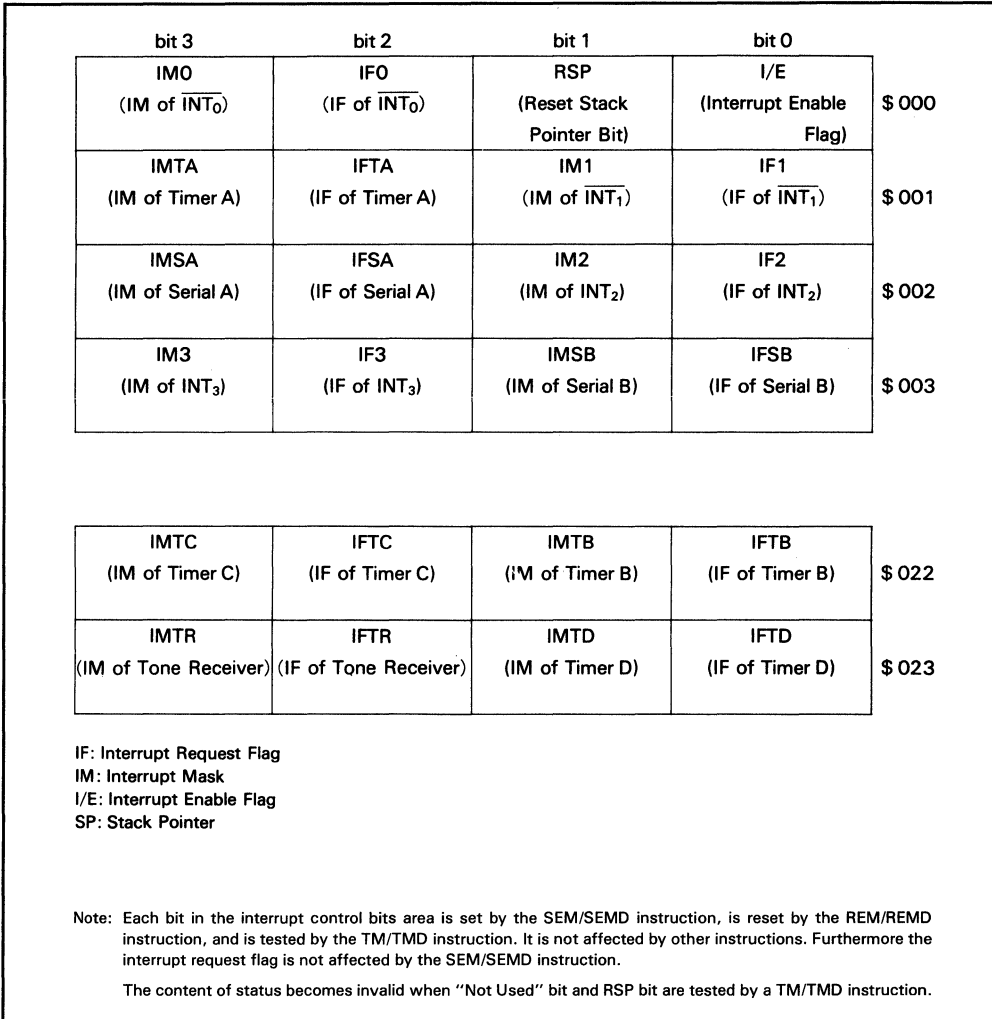 bit 3 bit 2 bit 1 bit 0
IM0 IF0 RSP I/E
(IM of INT0) (IF of INT0) (Reset Stack (Interrupt Enable $ 000
Pointer Bit) Flag)
IMTA IFTA IM1 IF1
(IM of Timer A) (IF of Timer A) (IM of INT1) (IF of INT1) $ 001
IMSA IFSA IM2 IF2
(IM of Serial A) (IF of Serial A) (IM of INT2) (IF of INT2) $ 002
IM3 IF3 IMSB IFSB
(IM of INT3) (IF of INT3) (IM of Serial B) (IF of Serial B) $ 003
IMTC IFTC IMTB IFTB
(IM of Timer C) (IF of Timer C) (IM of Timer B) (IF of Timer B) $ 022
IMTR IFTR IMTD IFTD
(IM of Tone Receiver) (IF of Tone Receiver) (IM of Timer D) (IF of Timer D) $ 023
IF: Interrupt Request Flag
IM: Interrupt Mask
I/E: Interrupt Enable Flag
SP: Stack Pointer
Note: Each bit in the interrupt control bits area is set by the SEM/SEMD instruction, is reset by the REM/REMD
instruction, and is tested by the TM/TMD instruction. It is not affected by other instructions. Furthermore the
interrupt request flag is not affected by the SEM/SEMD instruction.
The content of status becomes invalid when "Not Used" bit and RSP bit are tested by a TM/TMD instruction.